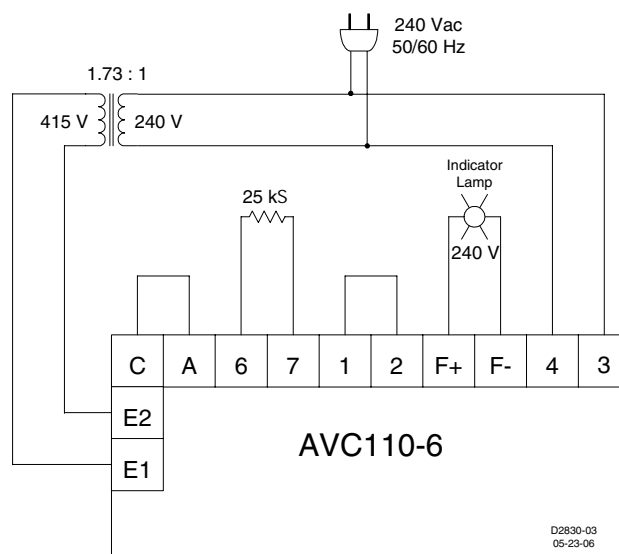 240 Vac
50/60 Hz
1.73 : 1
415 V
240 V
25 kS
Indicator
Lamp
240 V
C A 6 7 1 2 F+ F- 4 3
E2
E1
AVC110-6
D2830-03
05-23-06